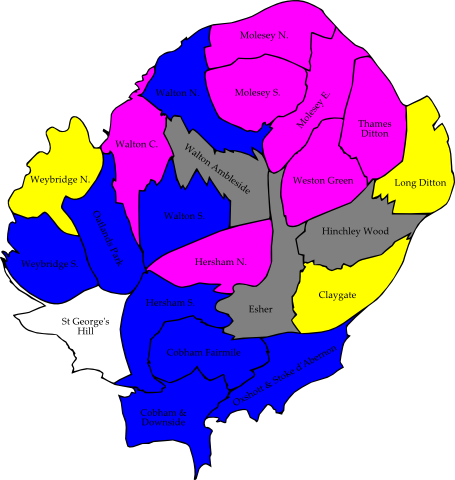 Molesey N.
Walton N.
Molesey S.
Molesey E.
Thames
Ditton
Walton C.
Walton Ambleside
Weybridge N.
Weston Green
Long Ditton
Walton S.
Oatlands Park
Hinchley Wood
Weybridge S.
Hersham N.
Claygate
Hersham S.
Esher
St George's
Hill
Cobham Fairmile
Oxshott & Stoke d'Abernon
Cobham &
Downside